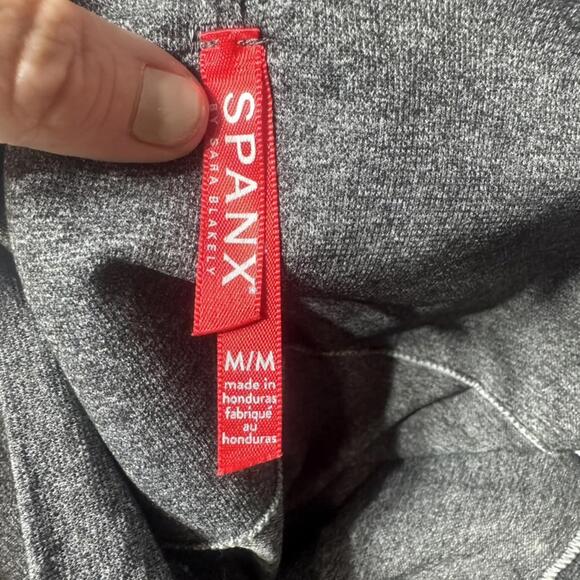 SPANX®
BY SARA BLAKELY
M/M
made in
honduras
fabriqué
au
honduras